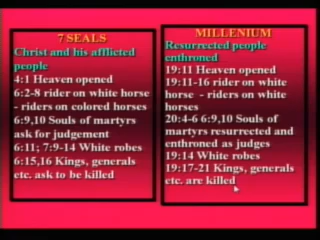 7 SEALS
Christ and his afflicted
people
4:1 Heaven opened
6:2-8 rider on white horse
- riders on colored horses
6:9,10 Souls of martyrs
ask for judgement
6:11; 7:9-14 White robes
6:15,16 Kings, generals
etc. ask to be killed
MILLENIUM
Resurrected people
enthroned
19:11 Heaven opened
19:11-16 rider on white
horse - riders on white
horses
20:4-6 6:9,10 Souls of
martyrs resurrected and
enthroned as judges
19:14 White robes
19:17-21 Kings, generals
etc. are killed